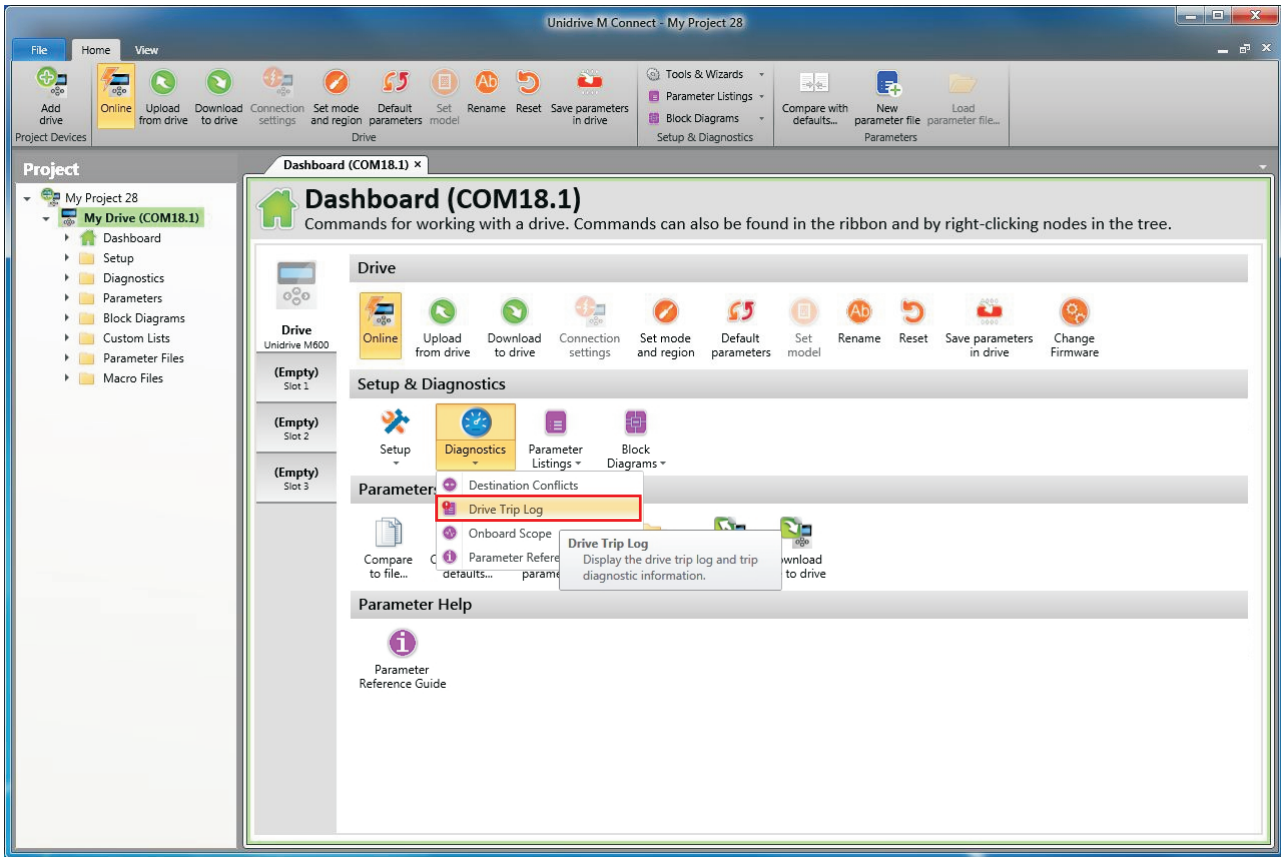 Unidrive M Connect - My Project 28
File Home View
Add drive
Online
Upload from drive
Download to drive
Connection settings
Set mode and region
Default parameters
Set model
Rename
Reset
Save parameters in drive
Tools & Wizards
Parameter Listings
Block Diagrams
Compare with defaults...
New parameter file
Load parameter file...
Project Devices
Drive
Setup & Diagnostics
Parameters
Project
My Project 28
My Drive (COM18.1)
Dashboard
Setup
Diagnostics
Parameters
Block Diagrams
Custom Lists
Parameter Files
Macro Files
Dashboard (COM18.1) ×
Dashboard (COM18.1)
Commands for working with a drive. Commands can also be found in the ribbon and by right-clicking nodes in the tree.
Drive
Unidrive M600
(Empty)
Slot 1
(Empty)
Slot 2
(Empty)
Slot 3
Drive
Online
Upload from drive
Download to drive
Connection settings
Set mode and region
Default parameters
Set model
Rename
Reset
Save parameters in drive
Change Firmware
Setup & Diagnostics
Setup
Diagnostics
Parameter Listings
Block Diagrams
Destination Conflicts
Drive Trip Log
Onboard Scope
Parameter Refere
Drive Trip Log
Display the drive trip log and trip
diagnostic information.
Parameter
Compare to file...
defaults...
parame
wnload
to drive
Parameter Help
Parameter
Reference Guide